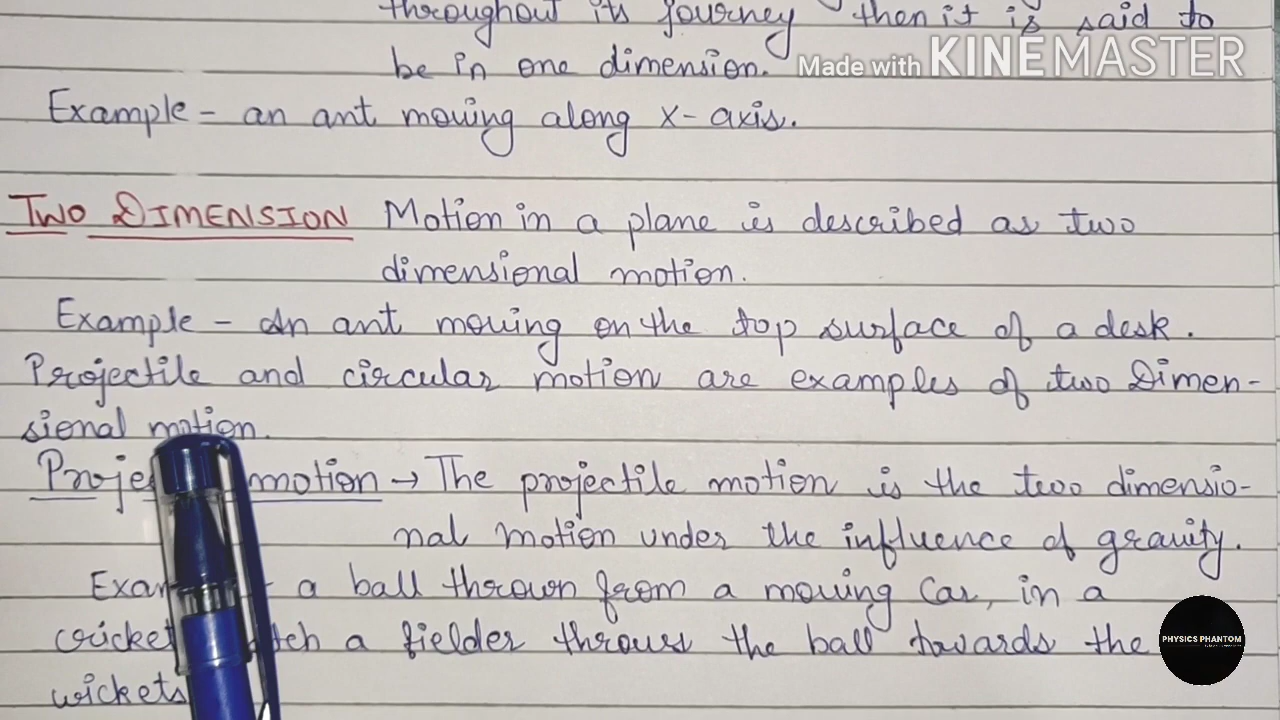 throughout its journey then it is said to
be in one dimension.
Made with KINEMASTER
Example - an ant moving along x-axis.
TWO DIMENSION Motion in a plane is described as two
dimensional motion.
Example - An ant moving on the top surface of a desk.
Projectile and circular motion are examples of two Dimen-
sional motion.
motion → The projectile motion is the two dimensio-
nal motion under the influence of gravity.
a ball thrown from a moving Car, in a
cricket a fielder throws the ball towards the
PHYSICS PHANTOM
wickets